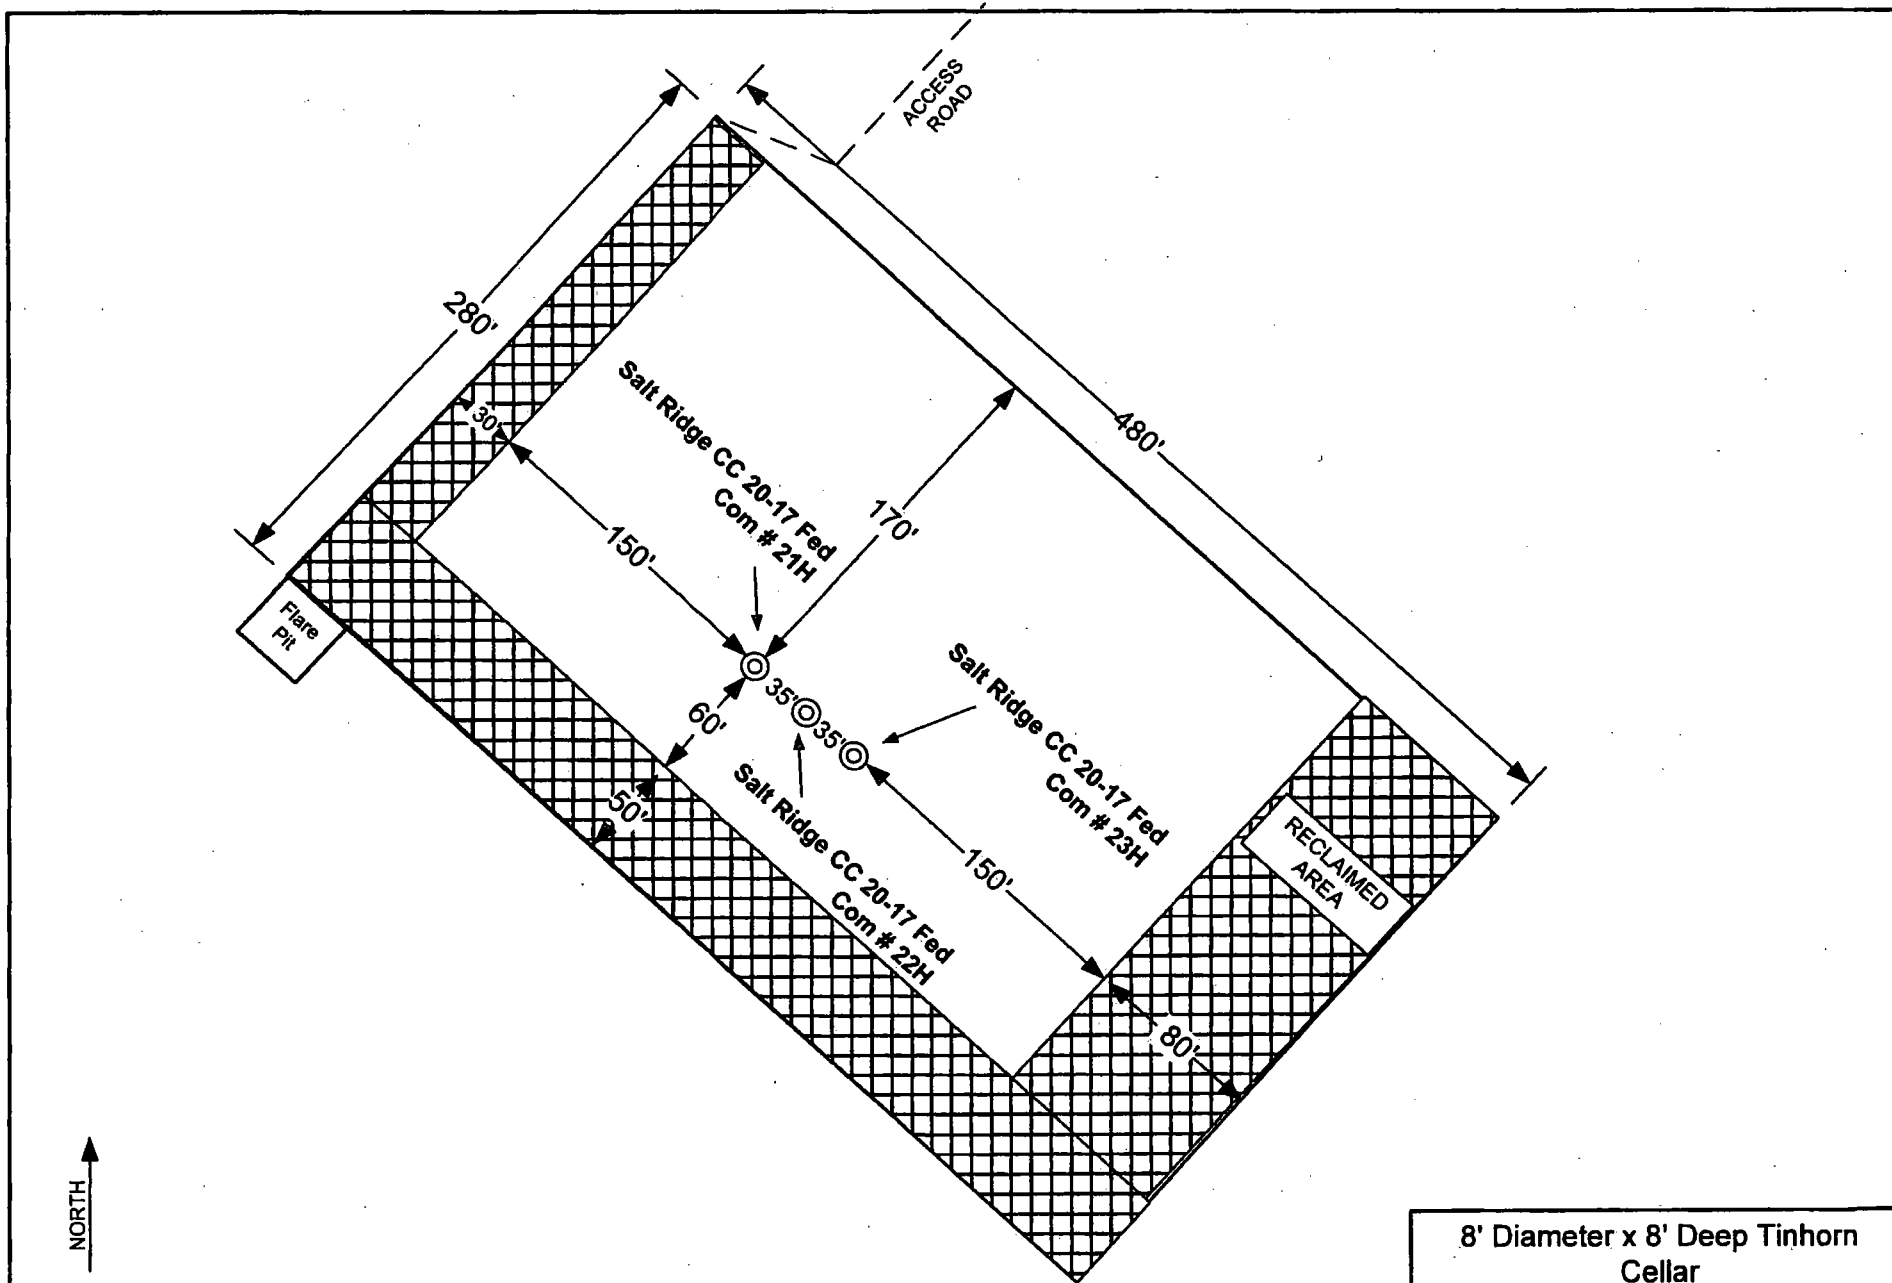 ACCESS
ROAD
280'
480'
30'
Salt Ridge CC 20-17 Fed
Com # 21H
170'
150'
Flare
Pit
35'
35'
60'
Salt Ridge CC 20-17 Fed
Com # 23H
50'
Salt Ridge CC 20-17 Fed
Com # 22H
150'
RECLAIMED
AREA
80'
NORTH
8' Diameter x 8' Deep Tinhorn
Cellar